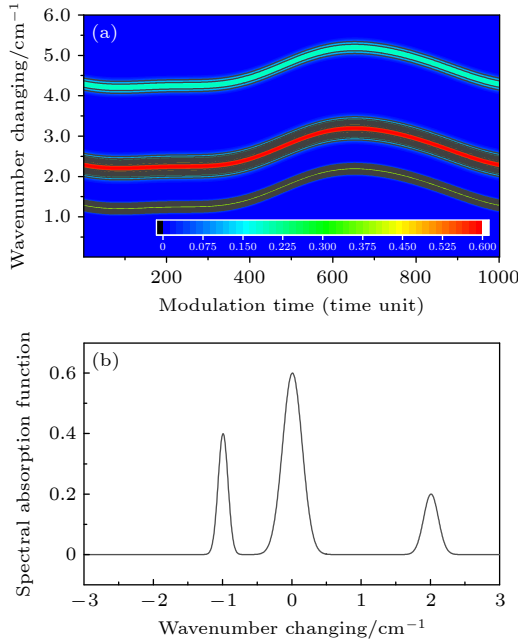 (a)
6.0
5.0
4.0
3.0
2.0
1.0
Wavenumber changing/cm⁻¹
0 0.075 0.150 0.225 0.300 0.375 0.450 0.525 0.600
200 400 600 800 1000
Modulation time (time unit)
(b)
0.6
0.4
0.2
0
Spectral absorption function
−3 −2 −1 0 1 2 3
Wavenumber changing/cm⁻¹